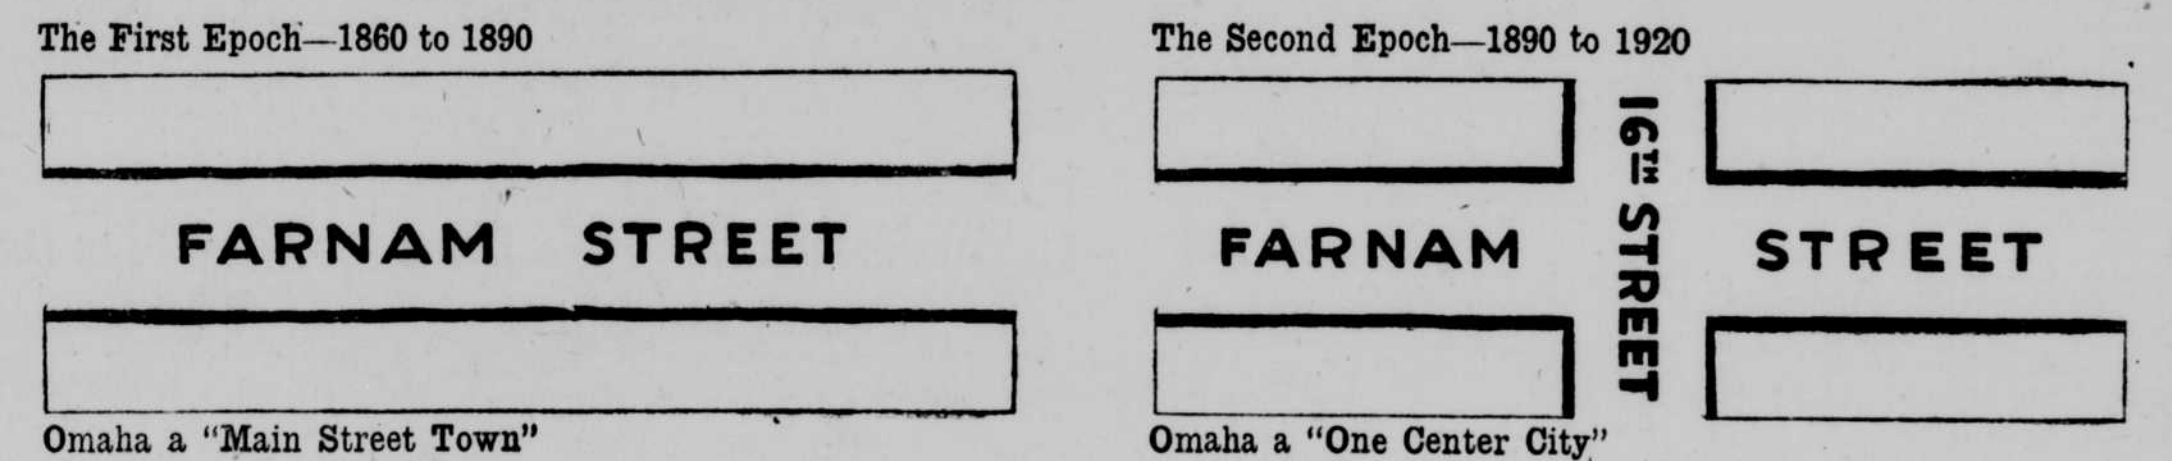 The First Epoch—1860 to 1890
FARNAM STREET
Omaha a "Main Street Town"
The Second Epoch—1890 to 1920
16TH STREET
FARNAM STREET
Omaha a "One Center City"